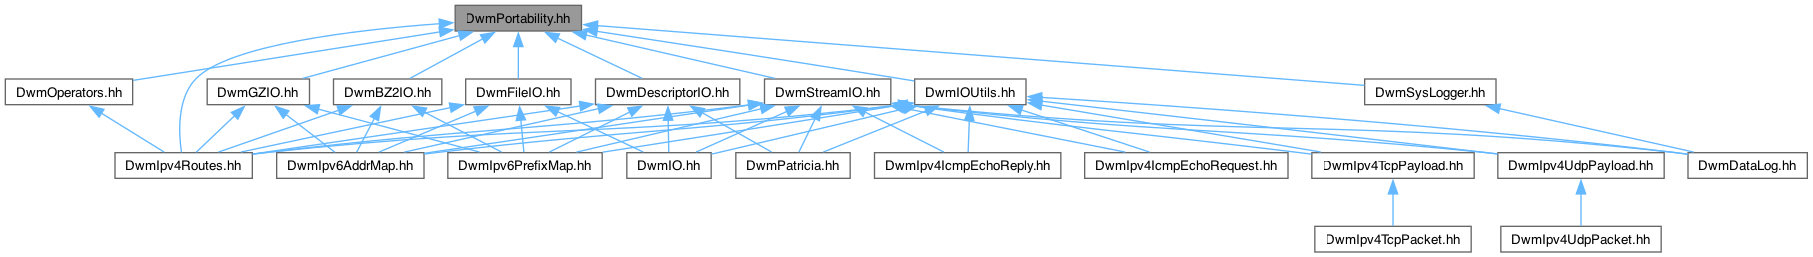 DwmPortability.hh
DwmOperators.hh
DwmGZIO.hh
DwmBZ2IO.hh
DwmFileIO.hh
DwmDescriptorIO.hh
DwmStreamIO.hh
DwmIOUtils.hh
DwmSysLogger.hh
DwmIpv4Routes.hh
DwmIpv6AddrMap.hh
DwmIpv6PrefixMap.hh
DwmIO.hh
DwmPatricia.hh
DwmIpv4IcmpEchoReply.hh
DwmIpv4IcmpEchoRequest.hh
DwmIpv4TcpPayload.hh
DwmIpv4UdpPayload.hh
DwmDataLog.hh
DwmIpv4TcpPacket.hh
DwmIpv4UdpPacket.hh